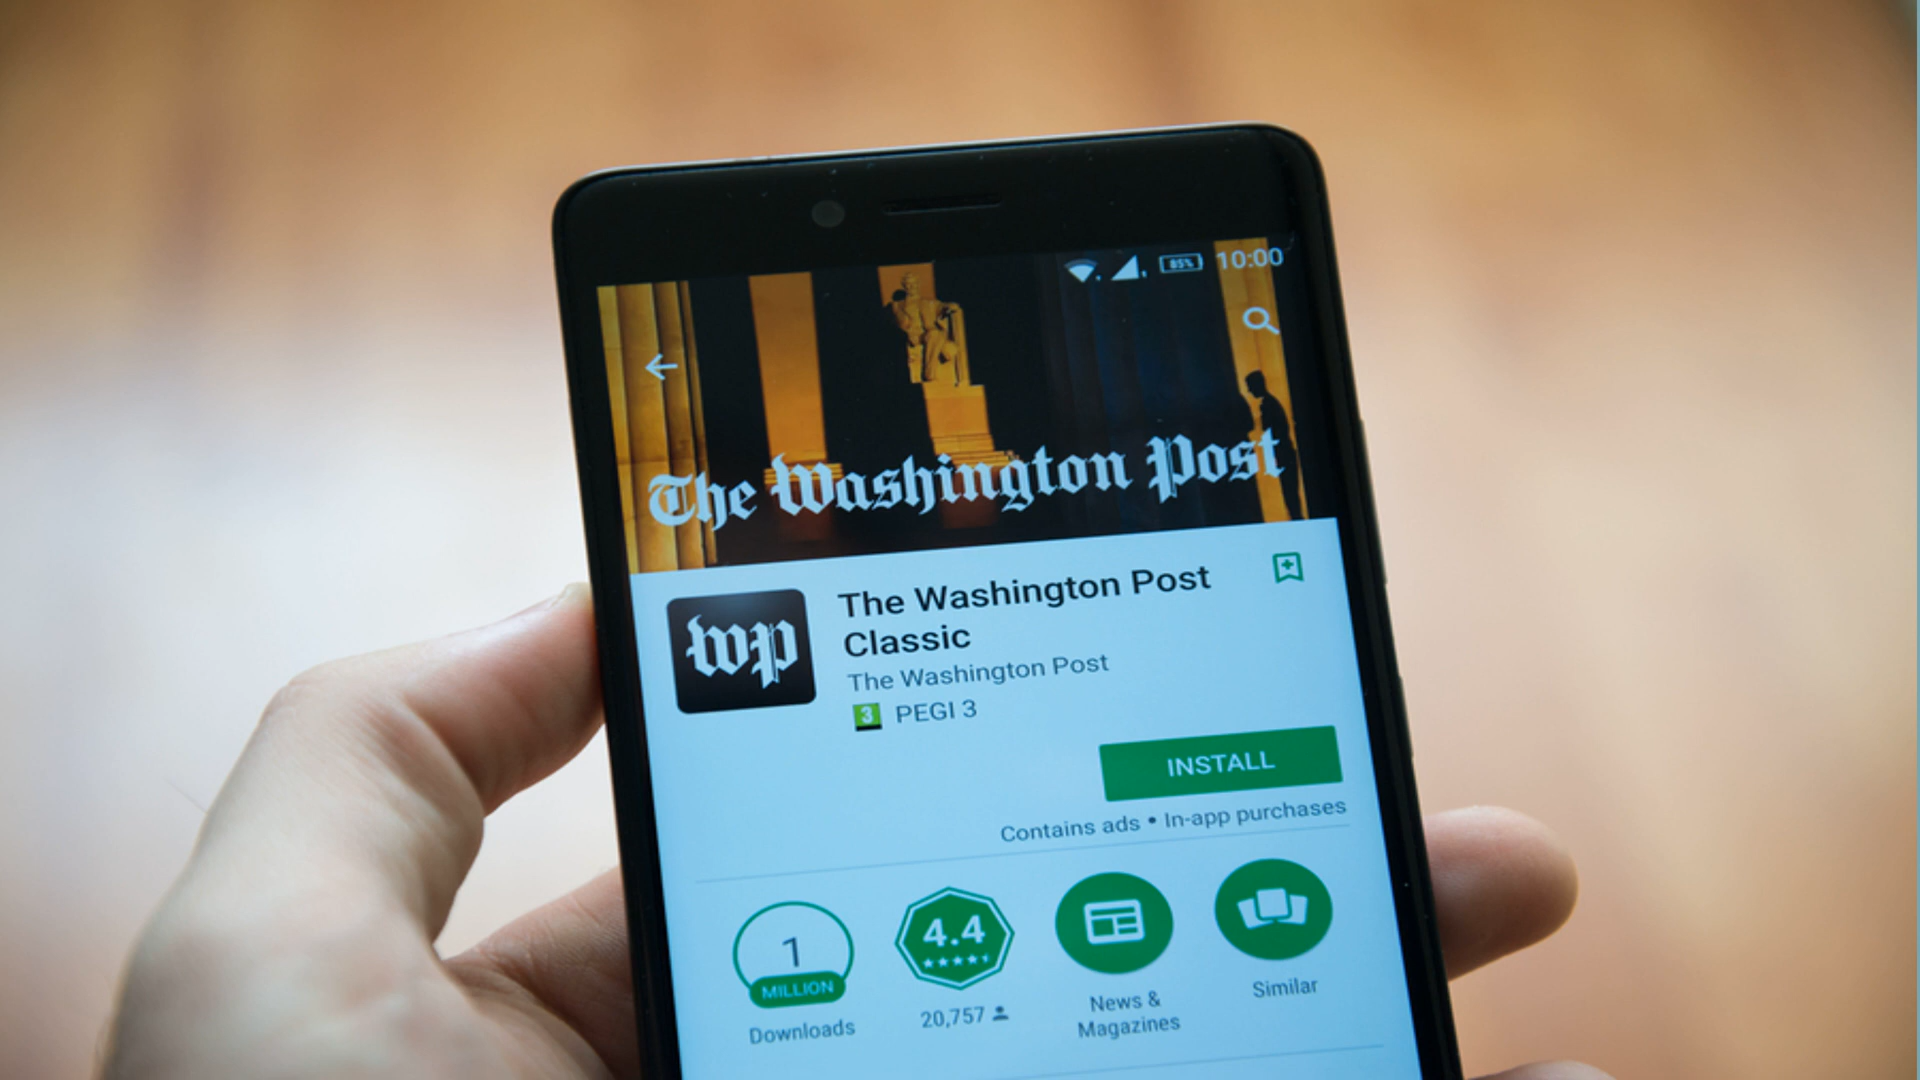 85% 10:00
The Washington Post
wp
The Washington Post
Classic
The Washington Post
3 PEGI 3
INSTALL
Contains ads • In-app purchases
1
MILLION
Downloads
4.4
20,757
News &
Magazines
Similar